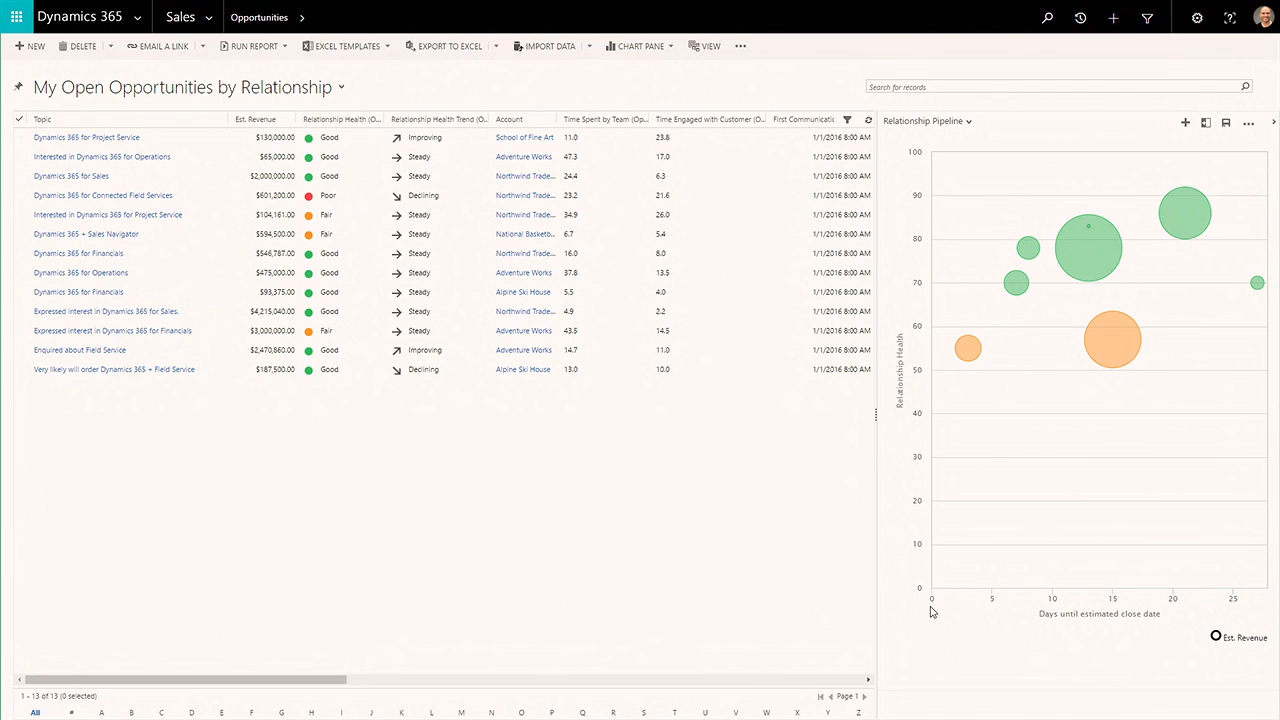 Dynamics 365 Sales Opportunities
NEW DELETE EMAIL A LINK RUN REPORT EXCEL TEMPLATES EXPORT TO EXCEL IMPORT DATA CHART PANE VIEW
My Open Opportunities by Relationship
Search for records
Topic Est. Revenue Relationship Health (O... Relationship Health Trend (O... Account Time Spent by Team (Op... Time Engaged with Customer (O... First Communicatic
Dynamics 365 for Project Service $130,000.00 Good Improving School of Fine Art 11.0 23.8 1/1/2016 8:00 AM
Interested in Dynamics 365 for Operations $65,000.00 Good Steady Adventure Works 47.3 17.0 1/1/2016 8:00 AM
Dynamics 365 for Sales $2,000,000.00 Good Steady Northwind Trade... 24.4 6.3 1/1/2016 8:00 AM
Dynamics 365 for Connected Field Services $601,200.00 Poor Declining Northwind Trade... 23.2 21.6 1/1/2016 8:00 AM
Interested in Dynamics 365 for Project Service $104,161.00 Fair Steady Northwind Trade... 34.9 26.0 1/1/2016 8:00 AM
Dynamics 365 + Sales Navigator $594,500.00 Fair Steady National Basketb... 6.7 5.4 1/1/2016 8:00 AM
Dynamics 365 for Financials $546,787.00 Good Steady Northwind Trade... 16.0 8.0 1/1/2016 8:00 AM
Dynamics 365 for Operations $475,000.00 Good Steady Adventure Works 37.8 13.5 1/1/2016 8:00 AM
Dynamics 365 for Financials $93,375.00 Good Steady Alpine Ski House 5.5 4.0 1/1/2016 8:00 AM
Expressed interest in Dynamics 365 for Sales. $4,215,040.00 Good Steady Northwind Trade... 4.9 2.2 1/1/2016 8:00 AM
Expressed interest in Dynamics 365 for Financials $3,000,000.00 Fair Steady Adventure Works 43.5 14.5 1/1/2016 8:00 AM
Enquired about Field Service $2,470,860.00 Good Improving Adventure Works 14.7 11.0 1/1/2016 8:00 AM
Very likely will order Dynamics 365 + Field Service $187,500.00 Good Declining Alpine Ski House 13.0 10.0 1/1/2016 8:00 AM
1 - 13 of 13 (0 selected) Page 1
All # A B C D E F G H I J K L M N O P Q R S T U V W X Y Z
Relationship Pipeline
100
90
80
70
60
50
40
30
20
10
0
Relationship Health
0 5 10 15 20 25
Days until estimated close date
Est. Revenue